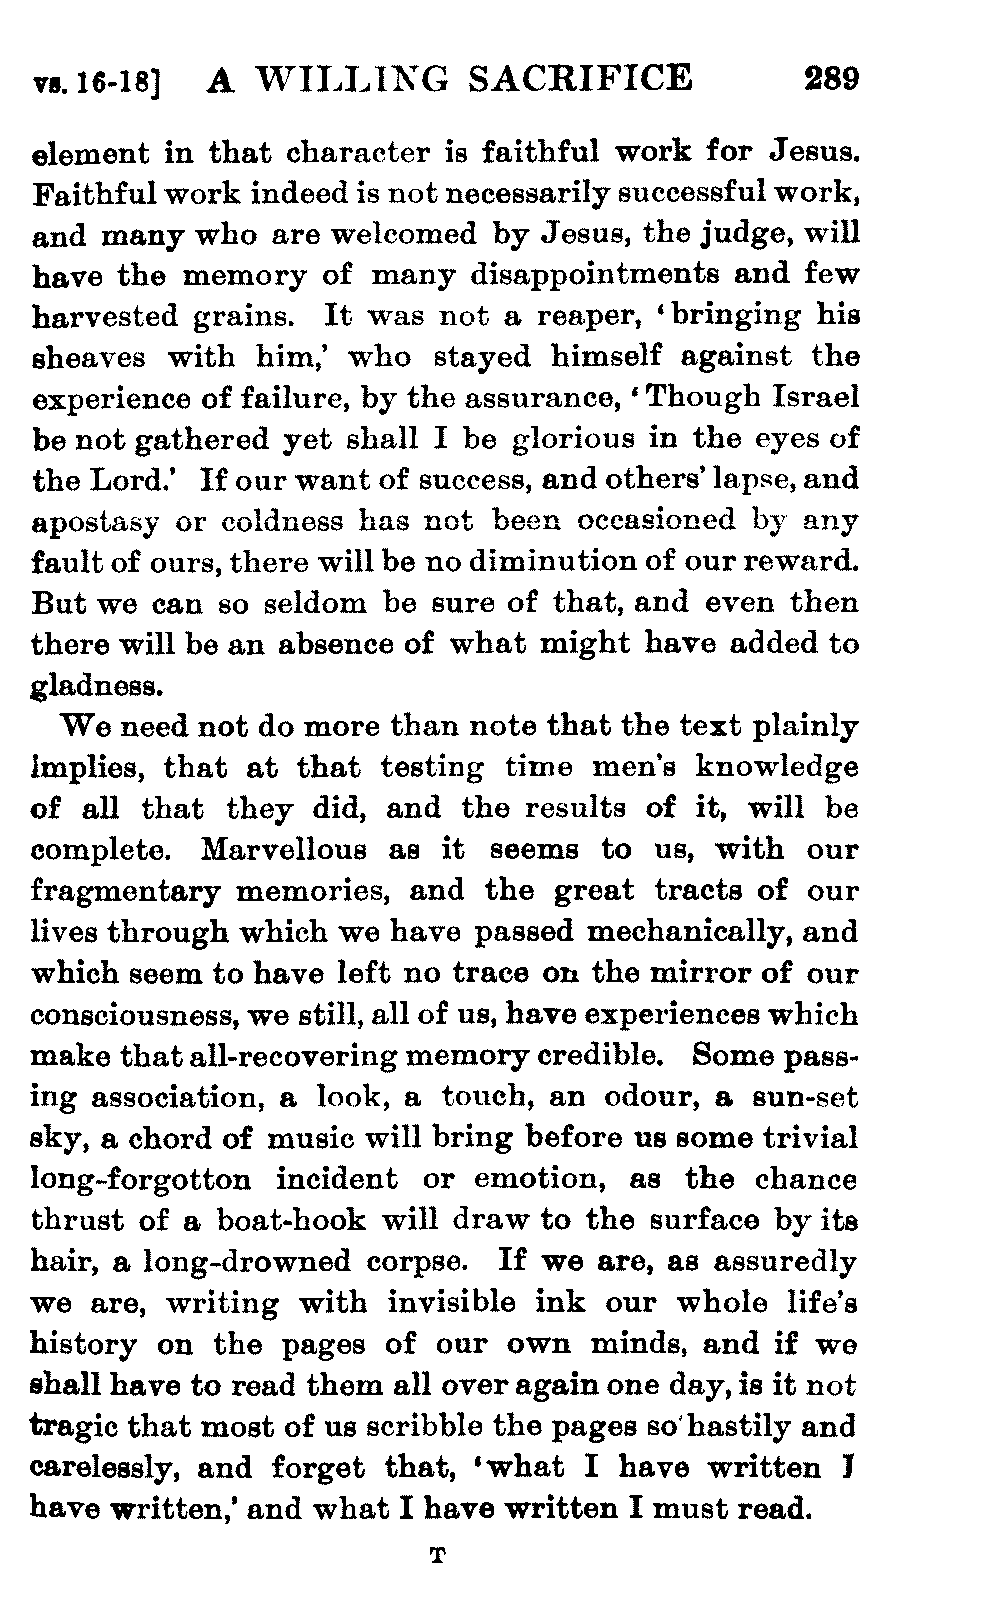 vs. 16-18] A WILLING SACRIFICE 289
element in that character is faithful work for Jesus.
Faithful work indeed is not necessarily successful work,
and many who are welcomed by Jesus, the judge, will
have the memory of many disappointments and few
harvested grains. It was not a reaper, 'bringing his
sheaves with him,' who stayed himself against the
experience of failure, by the assurance, 'Though Israel
be not gathered yet shall I be glorious in the eyes of
the Lord.' If our want of success, and others' lapse, and
apostasy or coldness has not been occasioned by any
fault of ours, there will be no diminution of our reward.
But we can so seldom be sure of that, and even then
there will be an absence of what might have added to
gladness.
We need not do more than note that the text plainly
implies, that at that testing time men's knowledge
of all that they did, and the results of it, will be
complete. Marvellous as it seems to us, with our
fragmentary memories, and the great tracts of our
lives through which we have passed mechanically, and
which seem to have left no trace on the mirror of our
consciousness, we still, all of us, have experiences which
make that all-recovering memory credible. Some pass-
ing association, a look, a touch, an odour, a sun-set
sky, a chord of music will bring before us some trivial
long-forgotton incident or emotion, as the chance
thrust of a boat-hook will draw to the surface by its
hair, a long-drowned corpse. If we are, as assuredly
we are, writing with invisible ink our whole life's
history on the pages of our own minds, and if we
shall have to read them all over again one day, is it not
tragic that most of us scribble the pages so hastily and
carelessly, and forget that, 'what I have written I
have written,' and what I have written I must read.
T